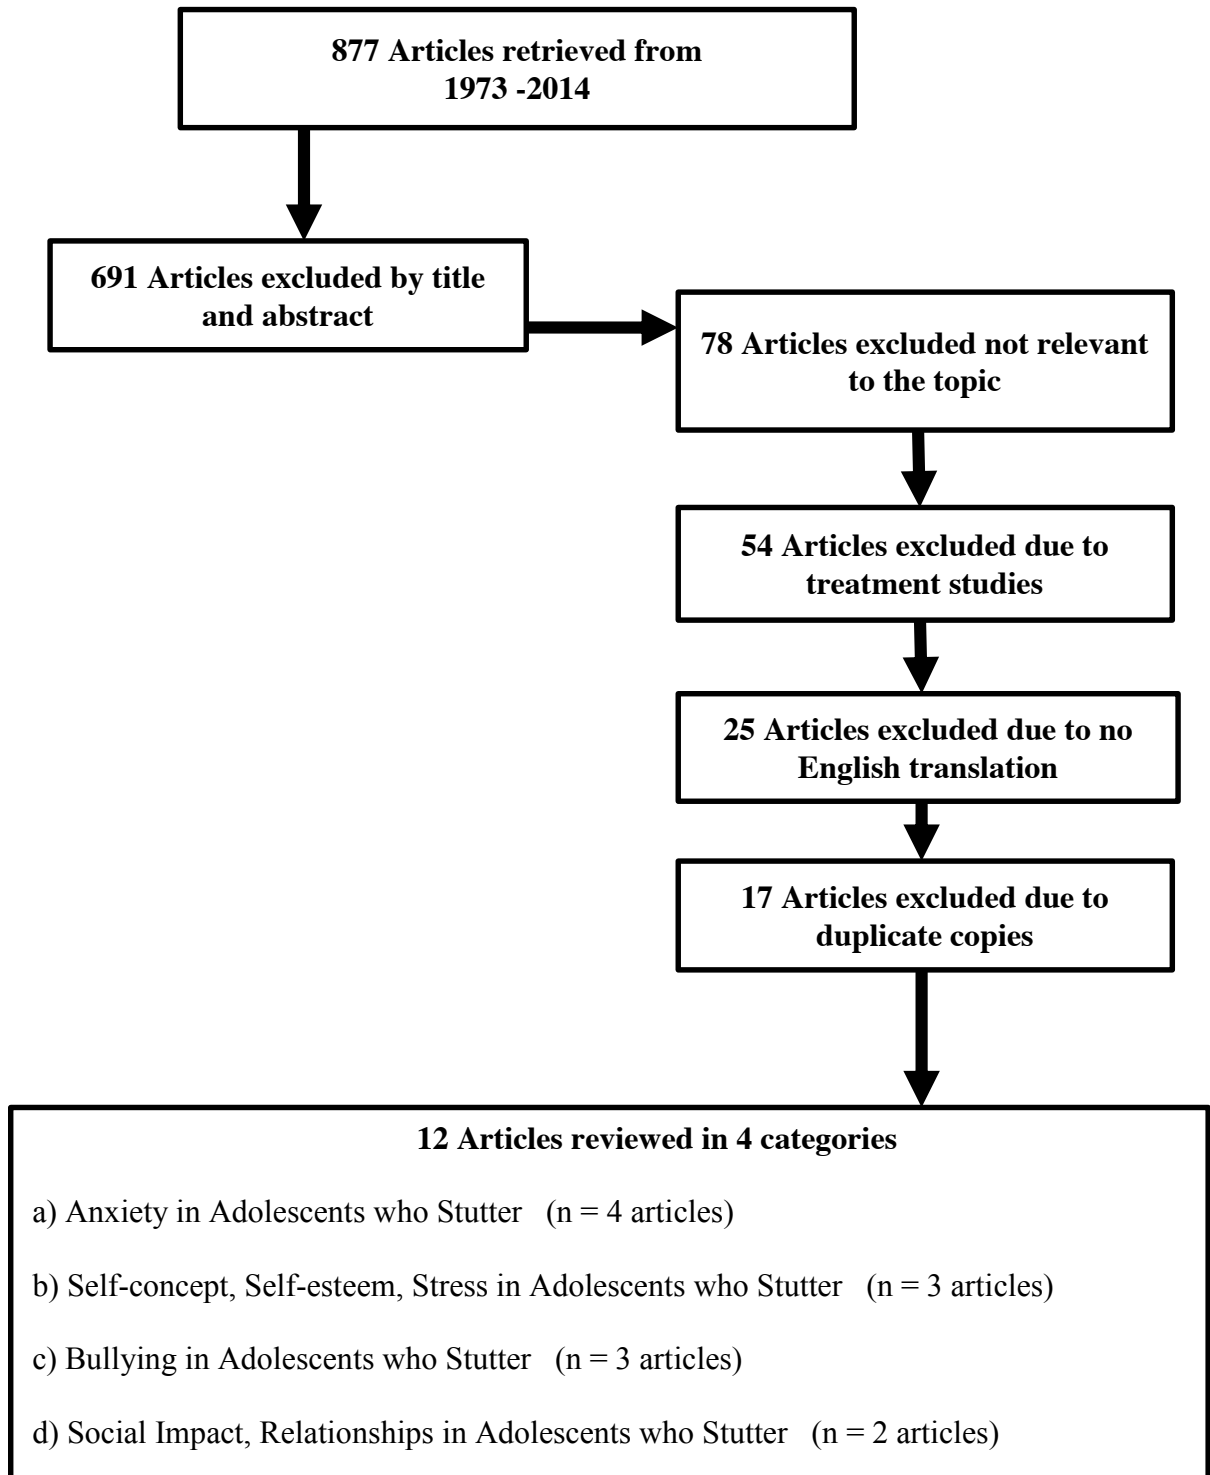 877 Articles retrieved from
1973 -2014
691 Articles excluded by title
and abstract
78 Articles excluded not relevant
to the topic
54 Articles excluded due to
treatment studies
25 Articles excluded due to no
English translation
17 Articles excluded due to
duplicate copies
12 Articles reviewed in 4 categories
a) Anxiety in Adolescents who Stutter (n = 4 articles)
b) Self-concept, Self-esteem, Stress in Adolescents who Stutter (n = 3 articles)
c) Bullying in Adolescents who Stutter (n = 3 articles)
d) Social Impact, Relationships in Adolescents who Stutter (n = 2 articles)